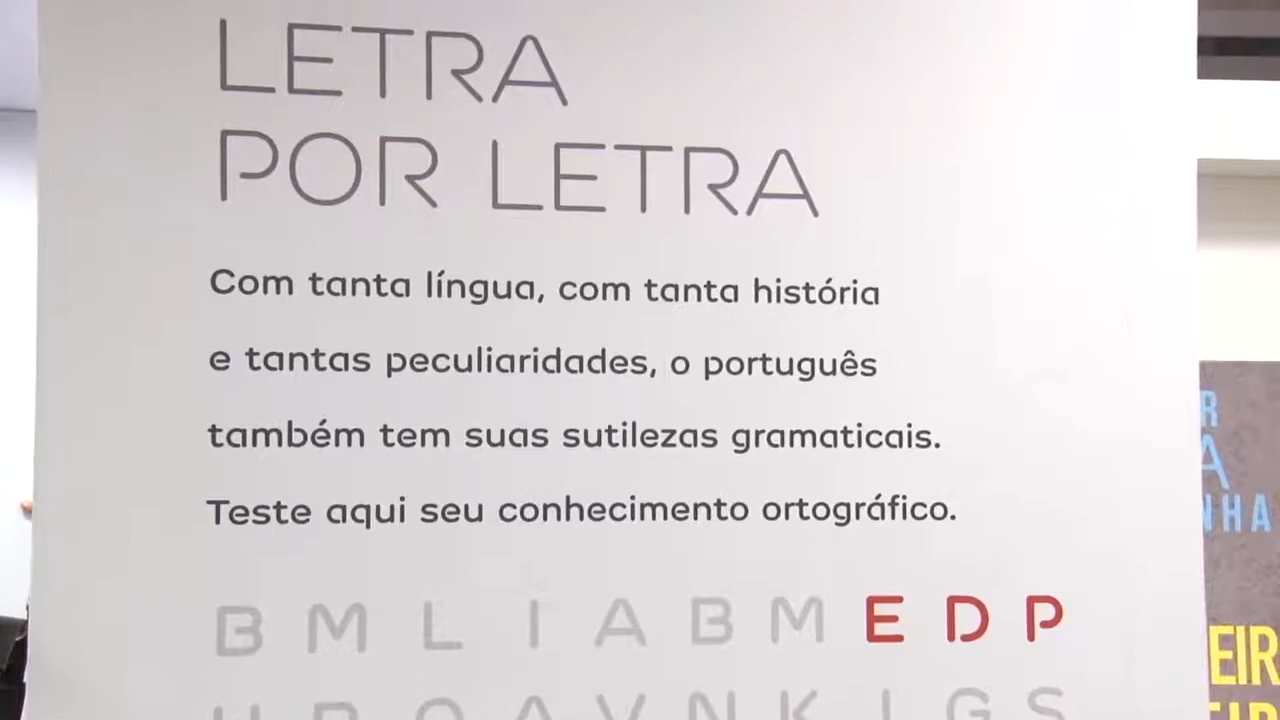 LETRA
POR LETRA
Com tanta língua, com tanta história
e tantas peculiaridades, o português
também tem suas sutilezas gramaticais.
Teste aqui seu conhecimento ortográfico.
B M L I A B M E D P